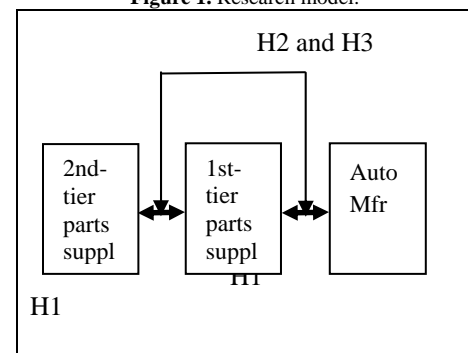 Figure 1. Research model.
H2 and H3
2nd-
tier
parts
suppl
1st-
tier
parts
suppl
Auto
Mfr
H1
H1